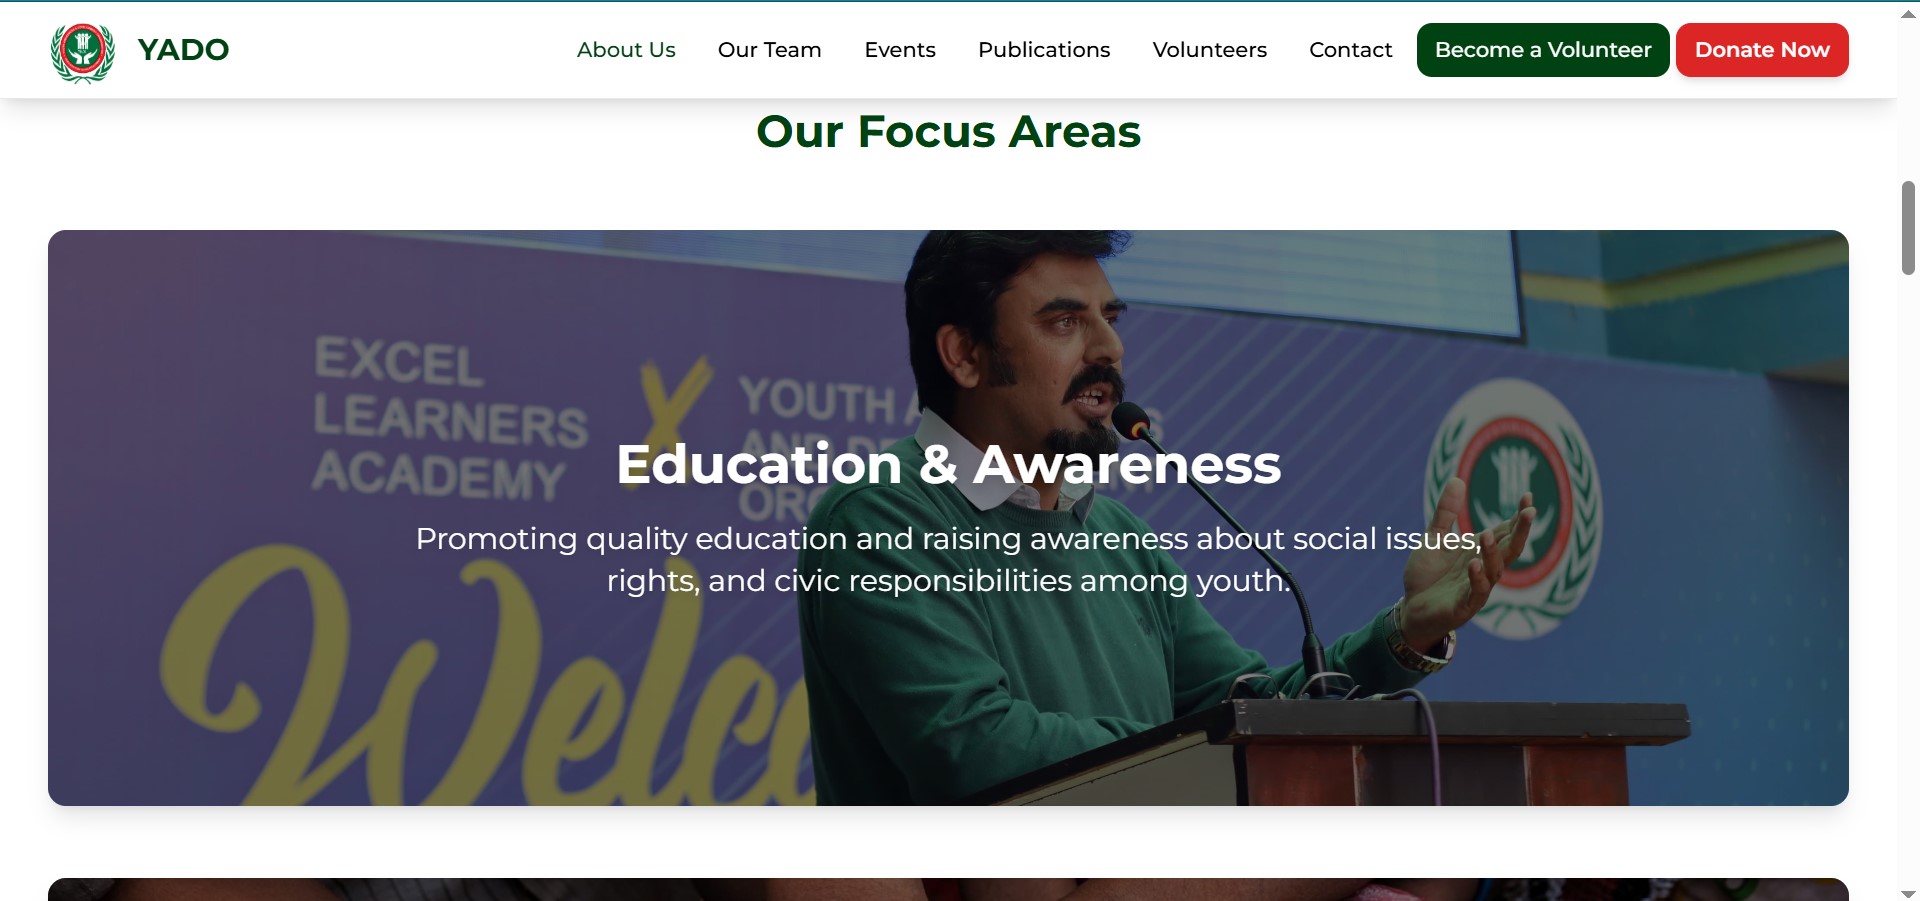 YADO
About Us
Our Team
Events
Publications
Volunteers
Contact
Become a Volunteer
Donate Now
Our Focus Areas
EXCEL
LEARNERS
ACADEMY
X
YOUTH
Education & Awareness
Promoting quality education and raising awareness about social issues,
rights, and civic responsibilities among youth.